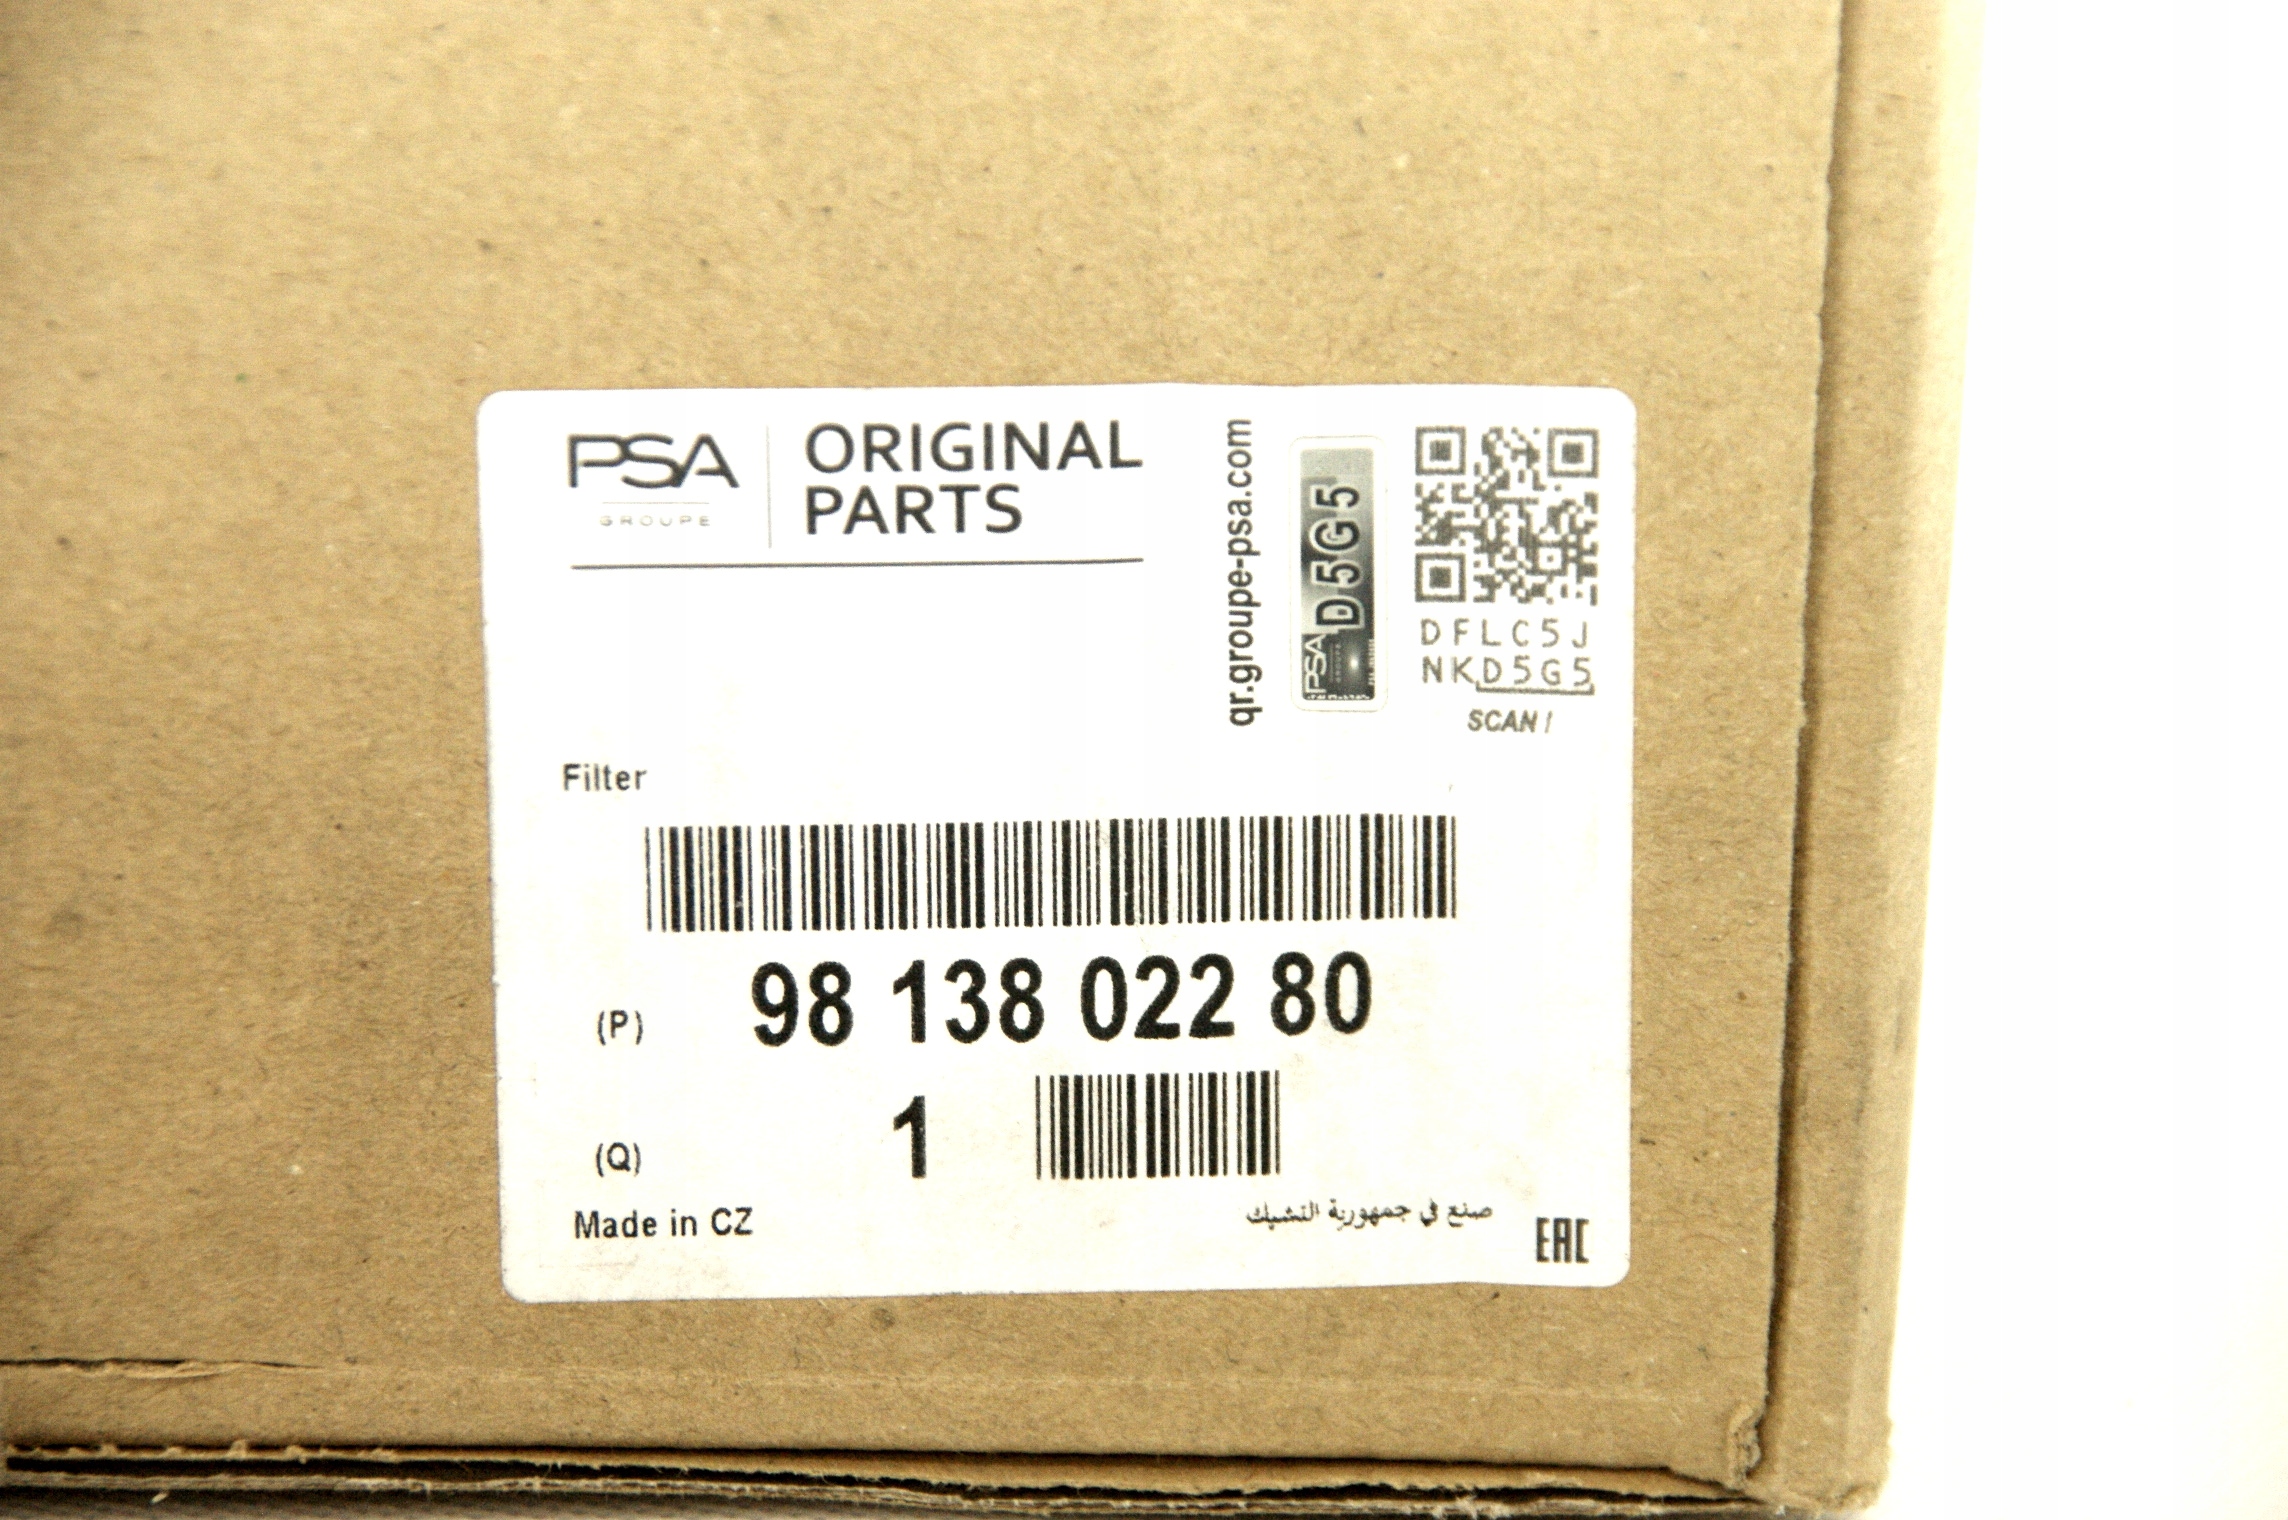 PSA
GROUPE
ORIGINAL
PARTS
qr.groupe-psa.com
D5G5
PSA
GROUPE
DFLC5J
NKD5G5
SCAN!
Filter
(P) 98 138 022 80
(Q) 1
Made in CZ
صنع في جمهورية التشيك
EAC